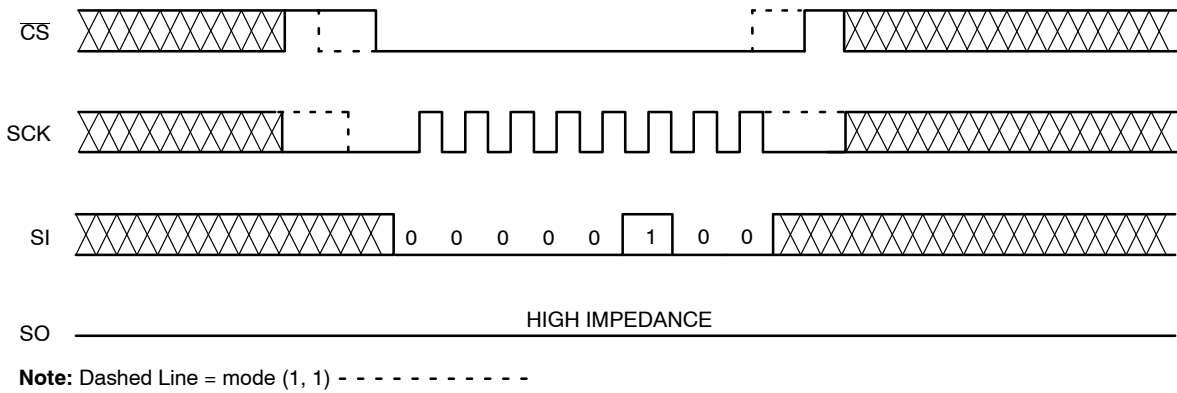 CS
SCK
SI 0 0 0 0 0 1 0 0
HIGH IMPEDANCE
SO
Note: Dashed Line = mode (1, 1) - - - - - - - - - - - -